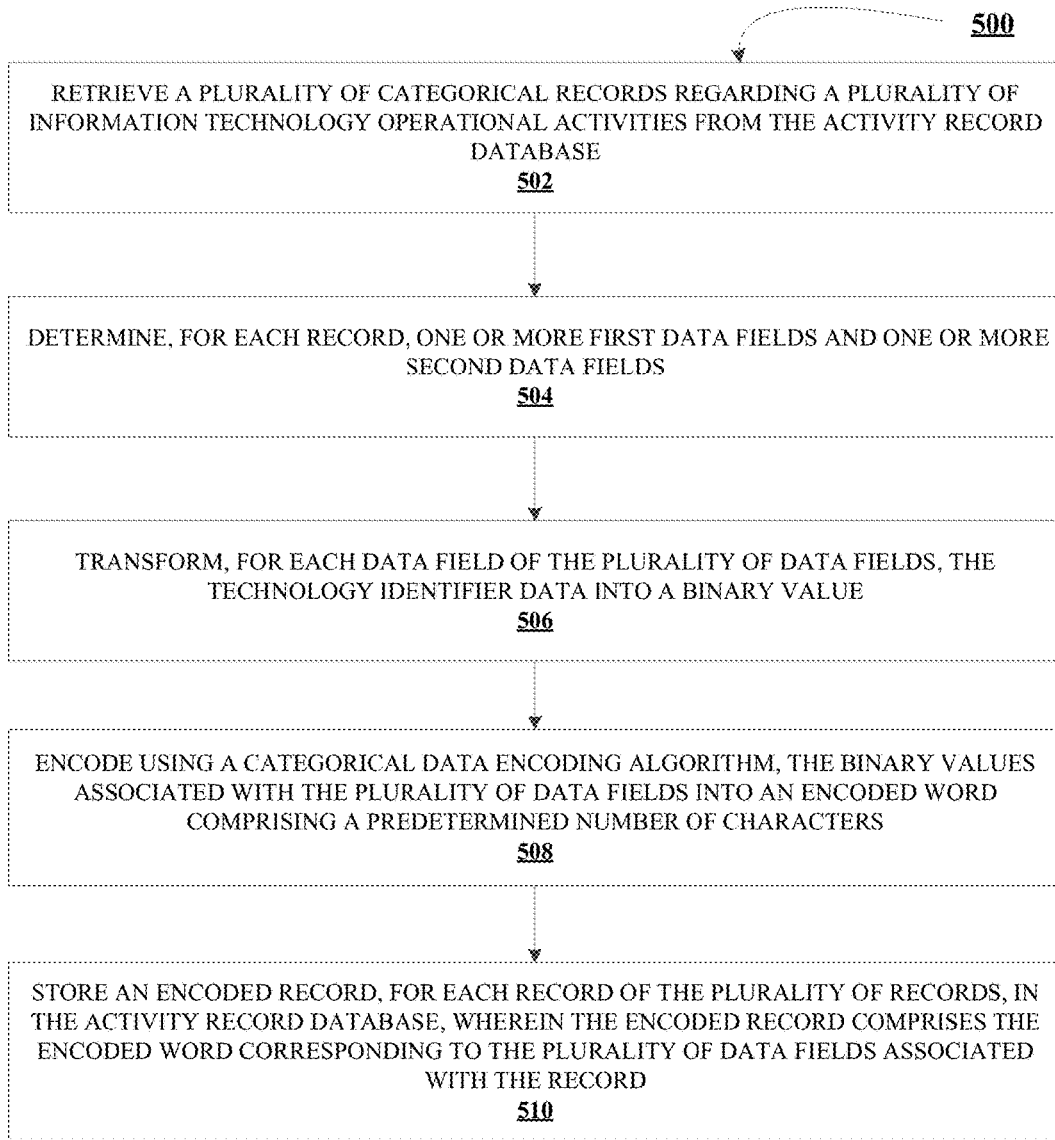 500
RETRIEVE A PLURALITY OF CATEGORICAL RECORDS REGARDING A PLURALITY OF
INFORMATION TECHNOLOGY OPERATIONAL ACTIVITIES FROM THE ACTIVITY RECORD
DATABASE
502
DETERMINE, FOR EACH RECORD, ONE OR MORE FIRST DATA FIELDS AND ONE OR MORE
SECOND DATA FIELDS
504
TRANSFORM, FOR EACH DATA FIELD OF THE PLURALITY OF DATA FIELDS, THE
TECHNOLOGY IDENTIFIER DATA INTO A BINARY VALUE
506
ENCODE USING A CATEGORICAL DATA ENCODING ALGORITHM, THE BINARY VALUES
ASSOCIATED WITH THE PLURALITY OF DATA FIELDS INTO AN ENCODED WORD
COMPRISING A PREDETERMINED NUMBER OF CHARACTERS
508
STORE AN ENCODED RECORD, FOR EACH RECORD OF THE PLURALITY OF RECORDS, IN
THE ACTIVITY RECORD DATABASE, WHEREIN THE ENCODED RECORD COMPRISES THE
ENCODED WORD CORRESPONDING TO THE PLURALITY OF DATA FIELDS ASSOCIATED
WITH THE RECORD
510